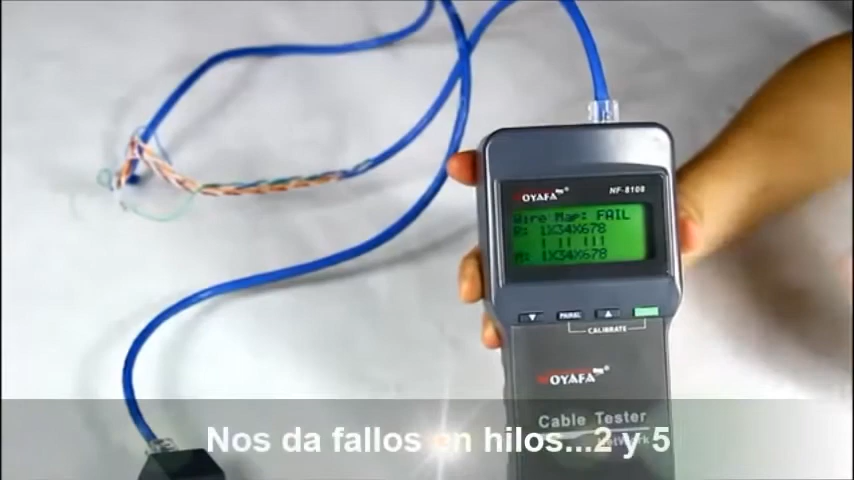 NOYAFA®
NF-8108
Wire Map: FAIL
R: 1X34X678
M: 1X34X678
CALIBRATE
NOYAFA®
Cable Tester
Network
Nos da fallos en hilos...2 y 5